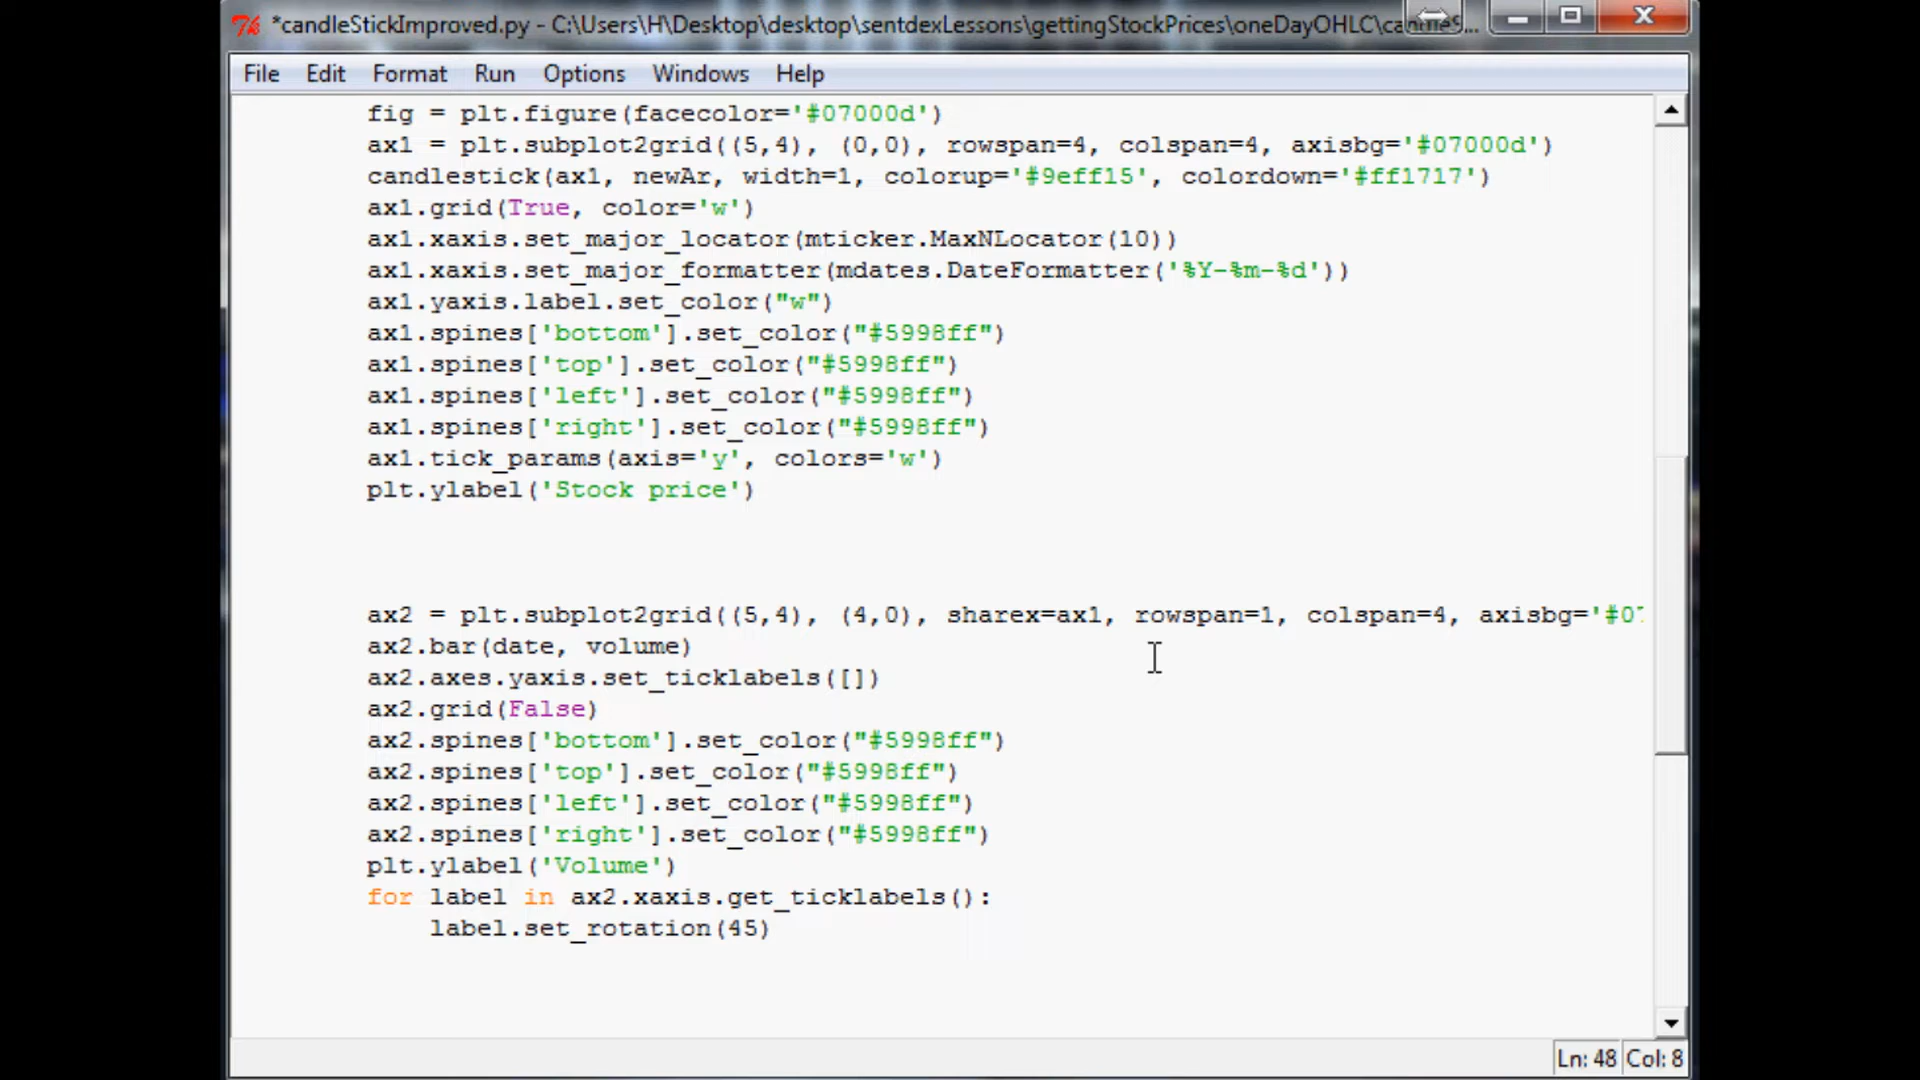 *candleStickImproved.py - C:\Users\H\Desktop\desktop\sentdexLessons\gettingStockPrices\oneDayOHLC\candleS...
File Edit Format Run Options Windows Help
fig = plt.figure(facecolor='#07000d')
ax1 = plt.subplot2grid((5,4), (0,0), rowspan=4, colspan=4, axisbg='#07000d')
candlestick(ax1, newAr, width=1, colorup='#9eff15', colordown='#ff1717')
ax1.grid(True, color='w')
ax1.xaxis.set_major_locator(mticker.MaxNLocator(10))
ax1.xaxis.set_major_formatter(mdates.DateFormatter('%Y-%m-%d'))
ax1.yaxis.label.set_color("w")
ax1.spines['bottom'].set_color("#5998ff")
ax1.spines['top'].set_color("#5998ff")
ax1.spines['left'].set_color("#5998ff")
ax1.spines['right'].set_color("#5998ff")
ax1.tick_params(axis='y', colors='w')
plt.ylabel('Stock price')
ax2 = plt.subplot2grid((5,4), (4,0), sharex=ax1, rowspan=1, colspan=4, axisbg='#07
ax2.bar(date, volume)
ax2.axes.yaxis.set_ticklabels([])
ax2.grid(False)
ax2.spines['bottom'].set_color("#5998ff")
ax2.spines['top'].set_color("#5998ff")
ax2.spines['left'].set_color("#5998ff")
ax2.spines['right'].set_color("#5998ff")
plt.ylabel('Volume')
for label in ax2.xaxis.get_ticklabels():
label.set_rotation(45)
Ln: 48 Col: 8